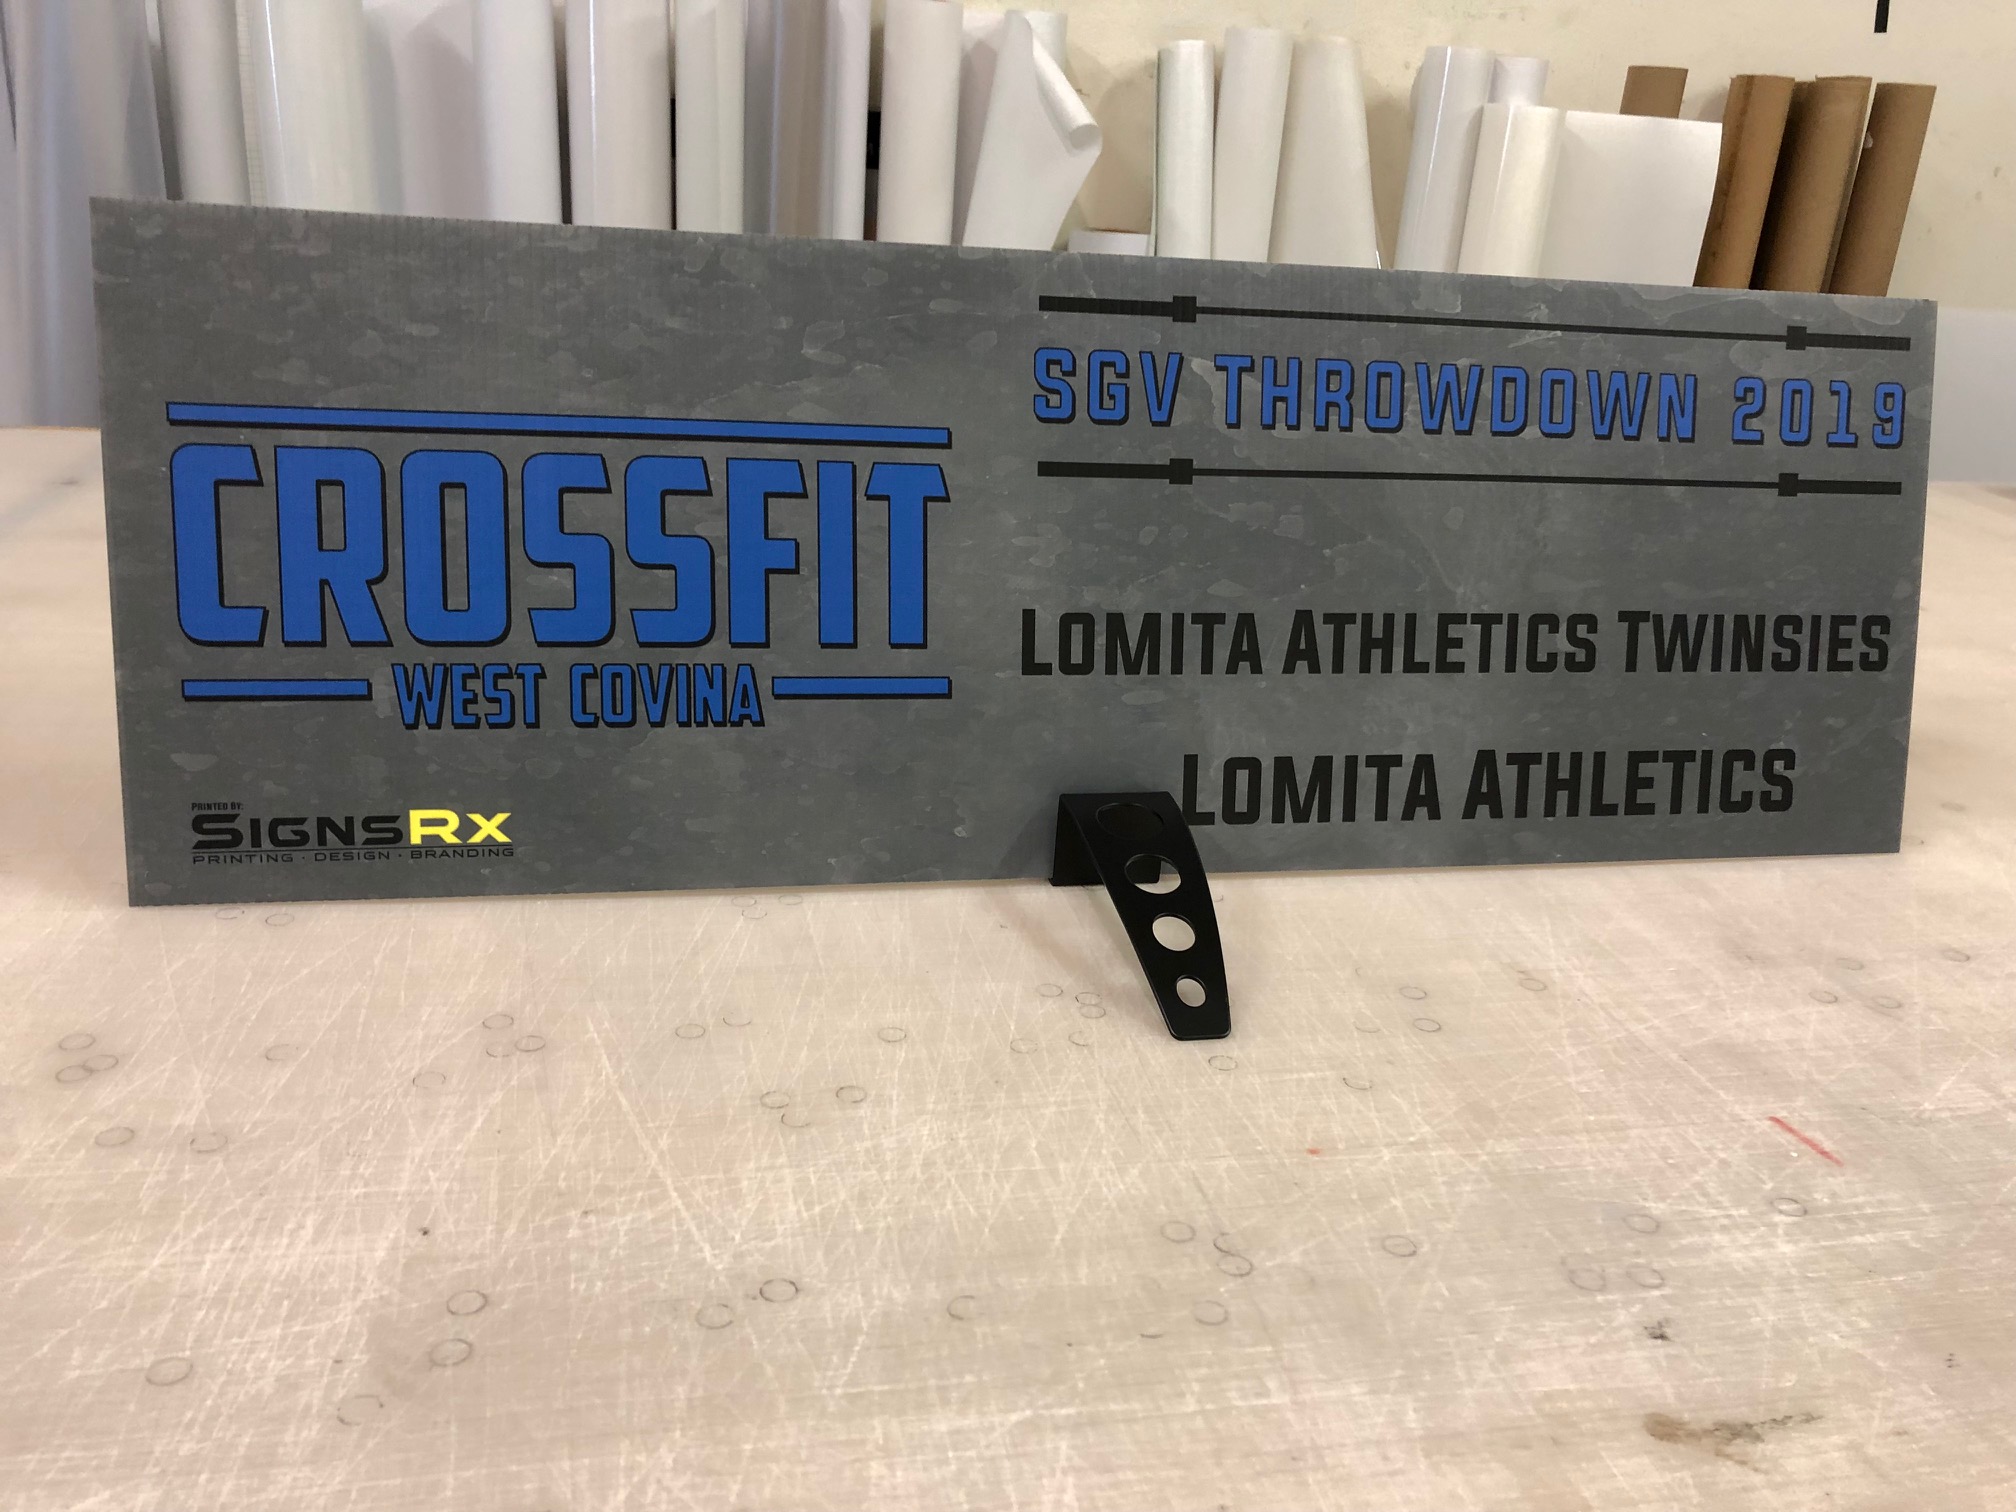 CROSSFIT
WEST COVINA
PRINTED BY:
SIGNSRX
PRINTING · DESIGN · BRANDING
SGV THROWDOWN 2019
LOMITA ATHLETICS TWINSIES
LOMITA ATHLETICS